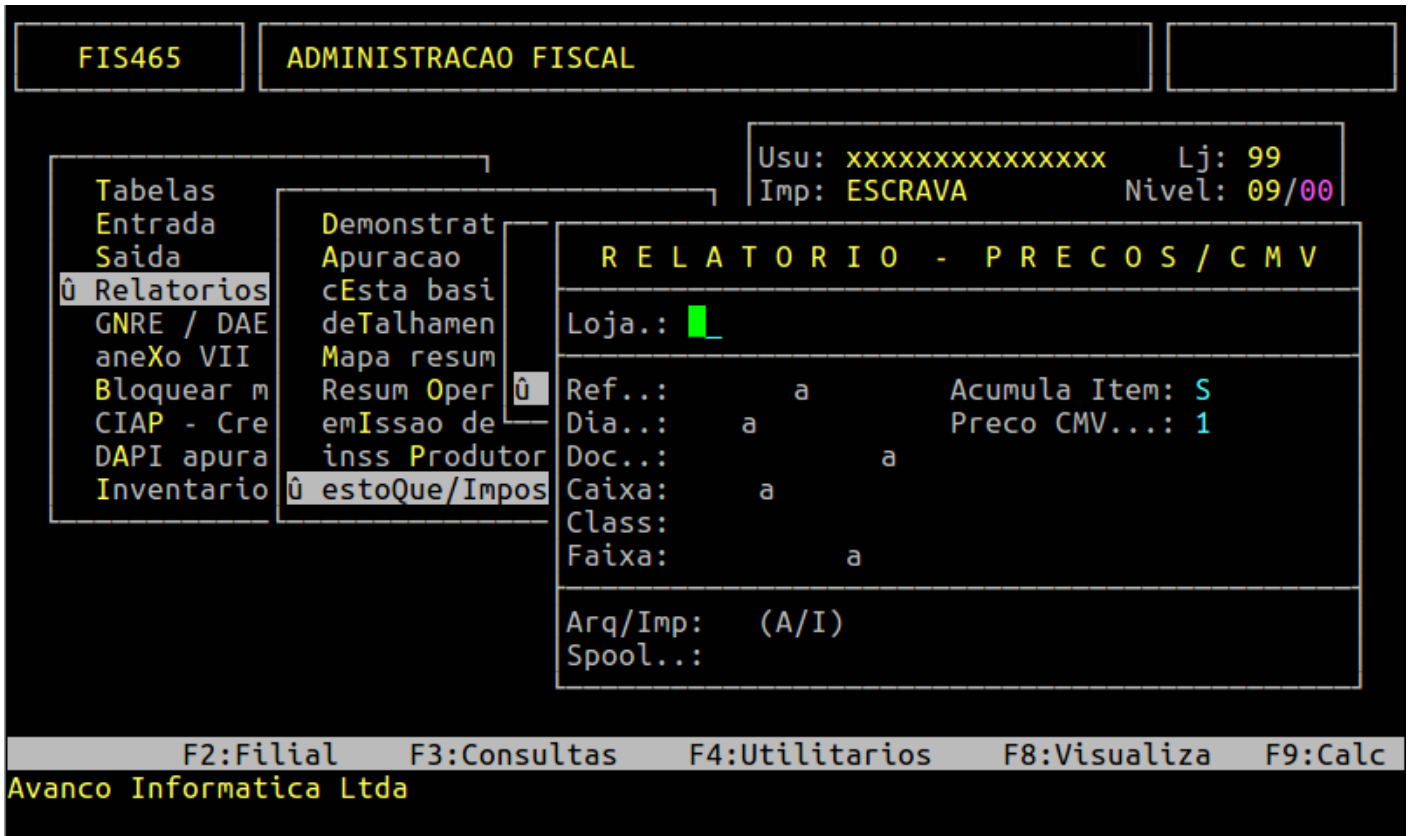 FIS465 ADMINISTRACAO FISCAL
Usu: xxxxxxxxxxxxxxx Lj: 99
Imp: ESCRAVA Nivel: 09/00
Tabelas
Entrada
Saida
û Relatorios
GNRE / DAE
aneXo VII
Bloquear m
CIAP - Cre
DAPI apura
Inventario
Demonstrat
Apuracao
cEsta basi
deTalhamen
Mapa resum
Resum Oper
emIssao de
inss Produtor
û estoQue/Impos
û
R E L A T O R I O - P R E C O S / C M V
Loja.: _
Ref..: a Acumula Item: S
Dia..: a Preco CMV...: 1
Doc..: a
Caixa: a
Class:
Faixa: a
Arq/Imp: (A/I)
Spool..:
F2:Filial F3:Consultas F4:Utilitarios F8:Visualiza F9:Calc
Avanco Informatica Ltda